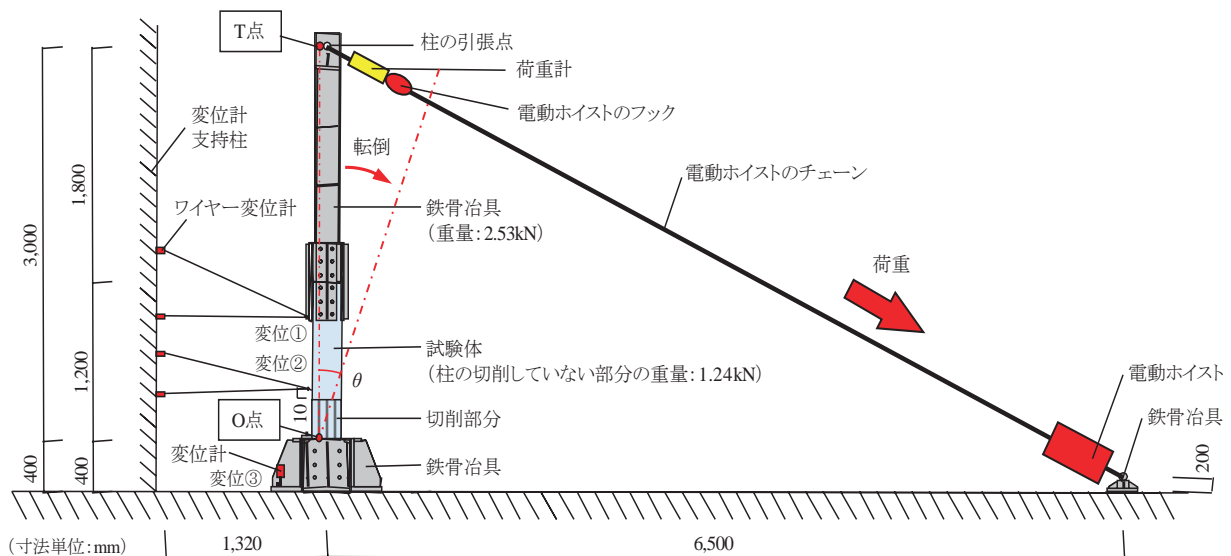 T点
柱の引張点
荷重計
電動ホイストのフック
変位計
支持柱
転倒
電動ホイストのチェーン
1,800
3,000
ワイヤー変位計
鉄骨冶具
(重量:2.53kN)
荷重
変位①
変位②
試験体
(柱の切削していない部分の重量:1.24kN)
θ
1,200
10
電動ホイスト
鉄骨冶具
O点
切削部分
変位計
変位③
鉄骨冶具
400
400
200
(寸法単位:mm)
1,320
6,500